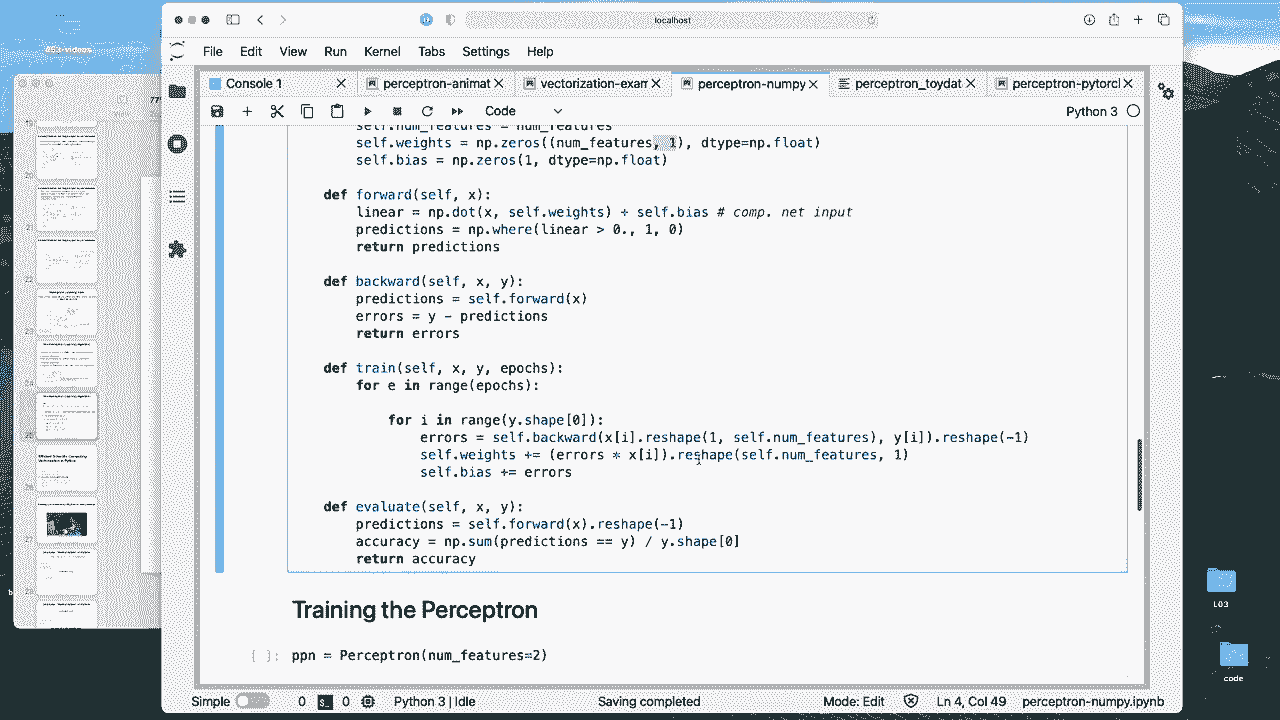 653-videos
localhost
File Edit View Run Kernel Tabs Settings Help
Console 1
perceptron-animat
vectorization-exam
perceptron-numpy
perceptron_toydat
perceptron-pytorcl
Code
Python 3
self.num_features = num_features
self.weights = np.zeros((num_features, 1), dtype=np.float)
self.bias = np.zeros(1, dtype=np.float)
def forward(self, x):
linear = np.dot(x, self.weights) + self.bias # comp. net input
predictions = np.where(linear > 0., 1, 0)
return predictions
def backward(self, x, y):
predictions = self.forward(x)
errors = y - predictions
return errors
def train(self, x, y, epochs):
for e in range(epochs):
for i in range(y.shape[0]):
errors = self.backward(x[i].reshape(1, self.num_features), y[i]).reshape(-1)
self.weights += (errors * x[i]).reshape(self.num_features, 1)
self.bias += errors
def evaluate(self, x, y):
predictions = self.forward(x).reshape(-1)
accuracy = np.sum(predictions == y) / y.shape[0]
return accuracy
Training the Perceptron
[ ]: ppn = Perceptron(num_features=2)
L03
code
Simple 0 $_ 0 Python 3 | Idle Saving completed Mode: Edit Ln 4, Col 49 perceptron-numpy.ipynb